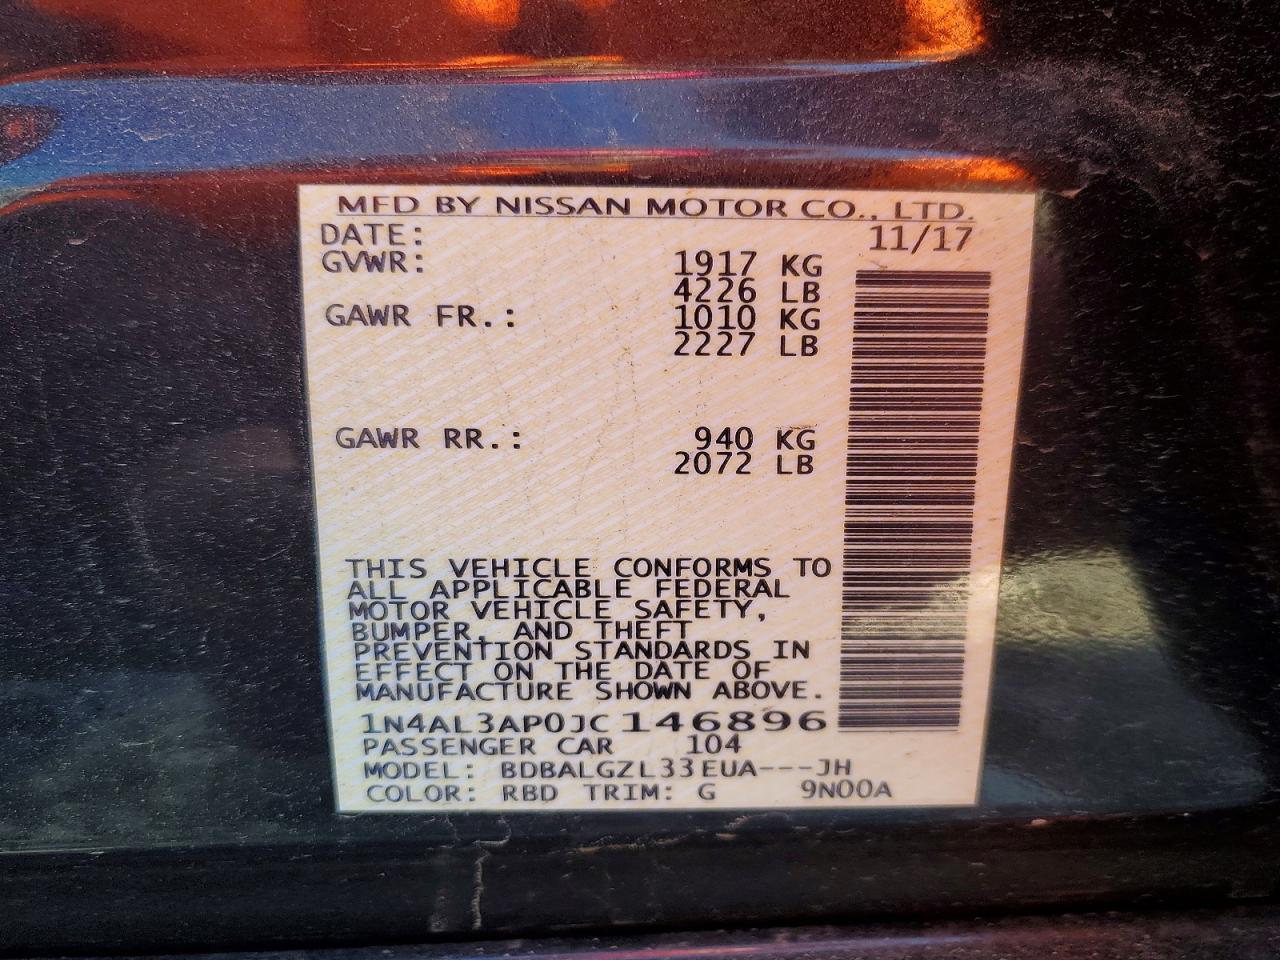 MFD BY NISSAN MOTOR CO., LTD.
DATE: 11/17
GVWR: 1917 KG
4226 LB
GAWR FR.: 1010 KG
2227 LB
GAWR RR.: 940 KG
2072 LB
THIS VEHICLE CONFORMS TO
ALL APPLICABLE FEDERAL
MOTOR VEHICLE SAFETY,
BUMPER, AND THEFT
PREVENTION STANDARDS IN
EFFECT ON THE DATE OF
MANUFACTURE SHOWN ABOVE.
1N4AL3AP0JC146896
PASSENGER CAR 104
MODEL: BDBALGZL33EUA---JH
COLOR: RBD TRIM: G 9N00A